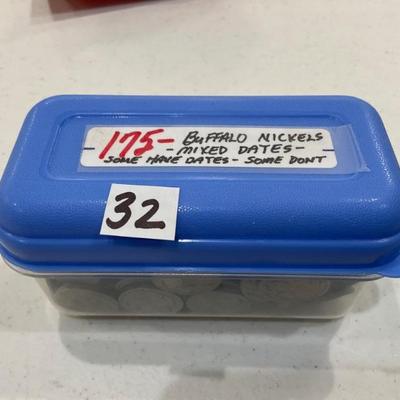 175- BUFFALO NICKELS
- MIXED DATES -
SOME HAVE DATES - SOME DONT
32